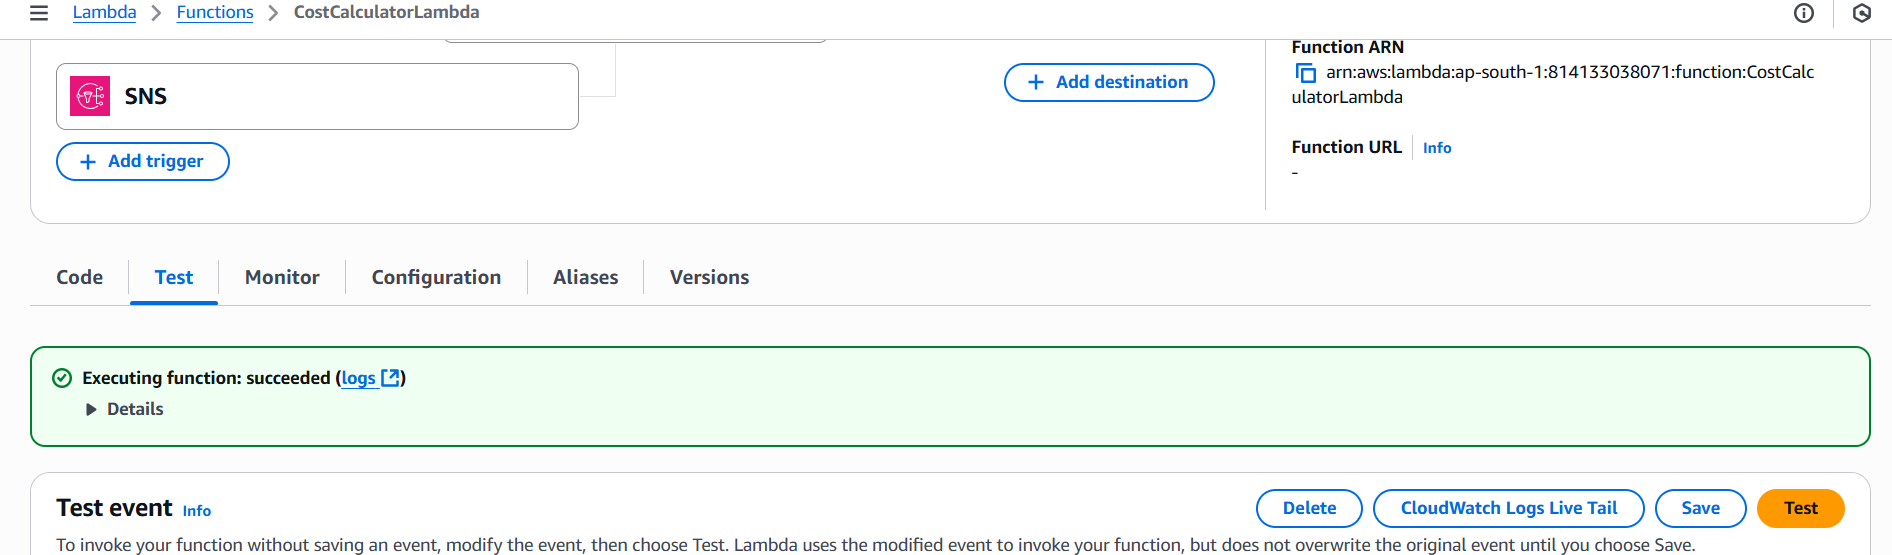 Lambda > Functions > CostCalculatorLambda
Function ARN
arn:aws:lambda:ap-south-1:814133038071:function:CostCalc
ulatorLambda
SNS
+ Add destination
+ Add trigger
Function URL Info
-
Code Test Monitor Configuration Aliases Versions
Executing function: succeeded (logs)
Details
Test event Info
Delete CloudWatch Logs Live Tail Save Test
To invoke your function without saving an event, modify the event, then choose Test. Lambda uses the modified event to invoke your function, but does not overwrite the original event until you choose Save.